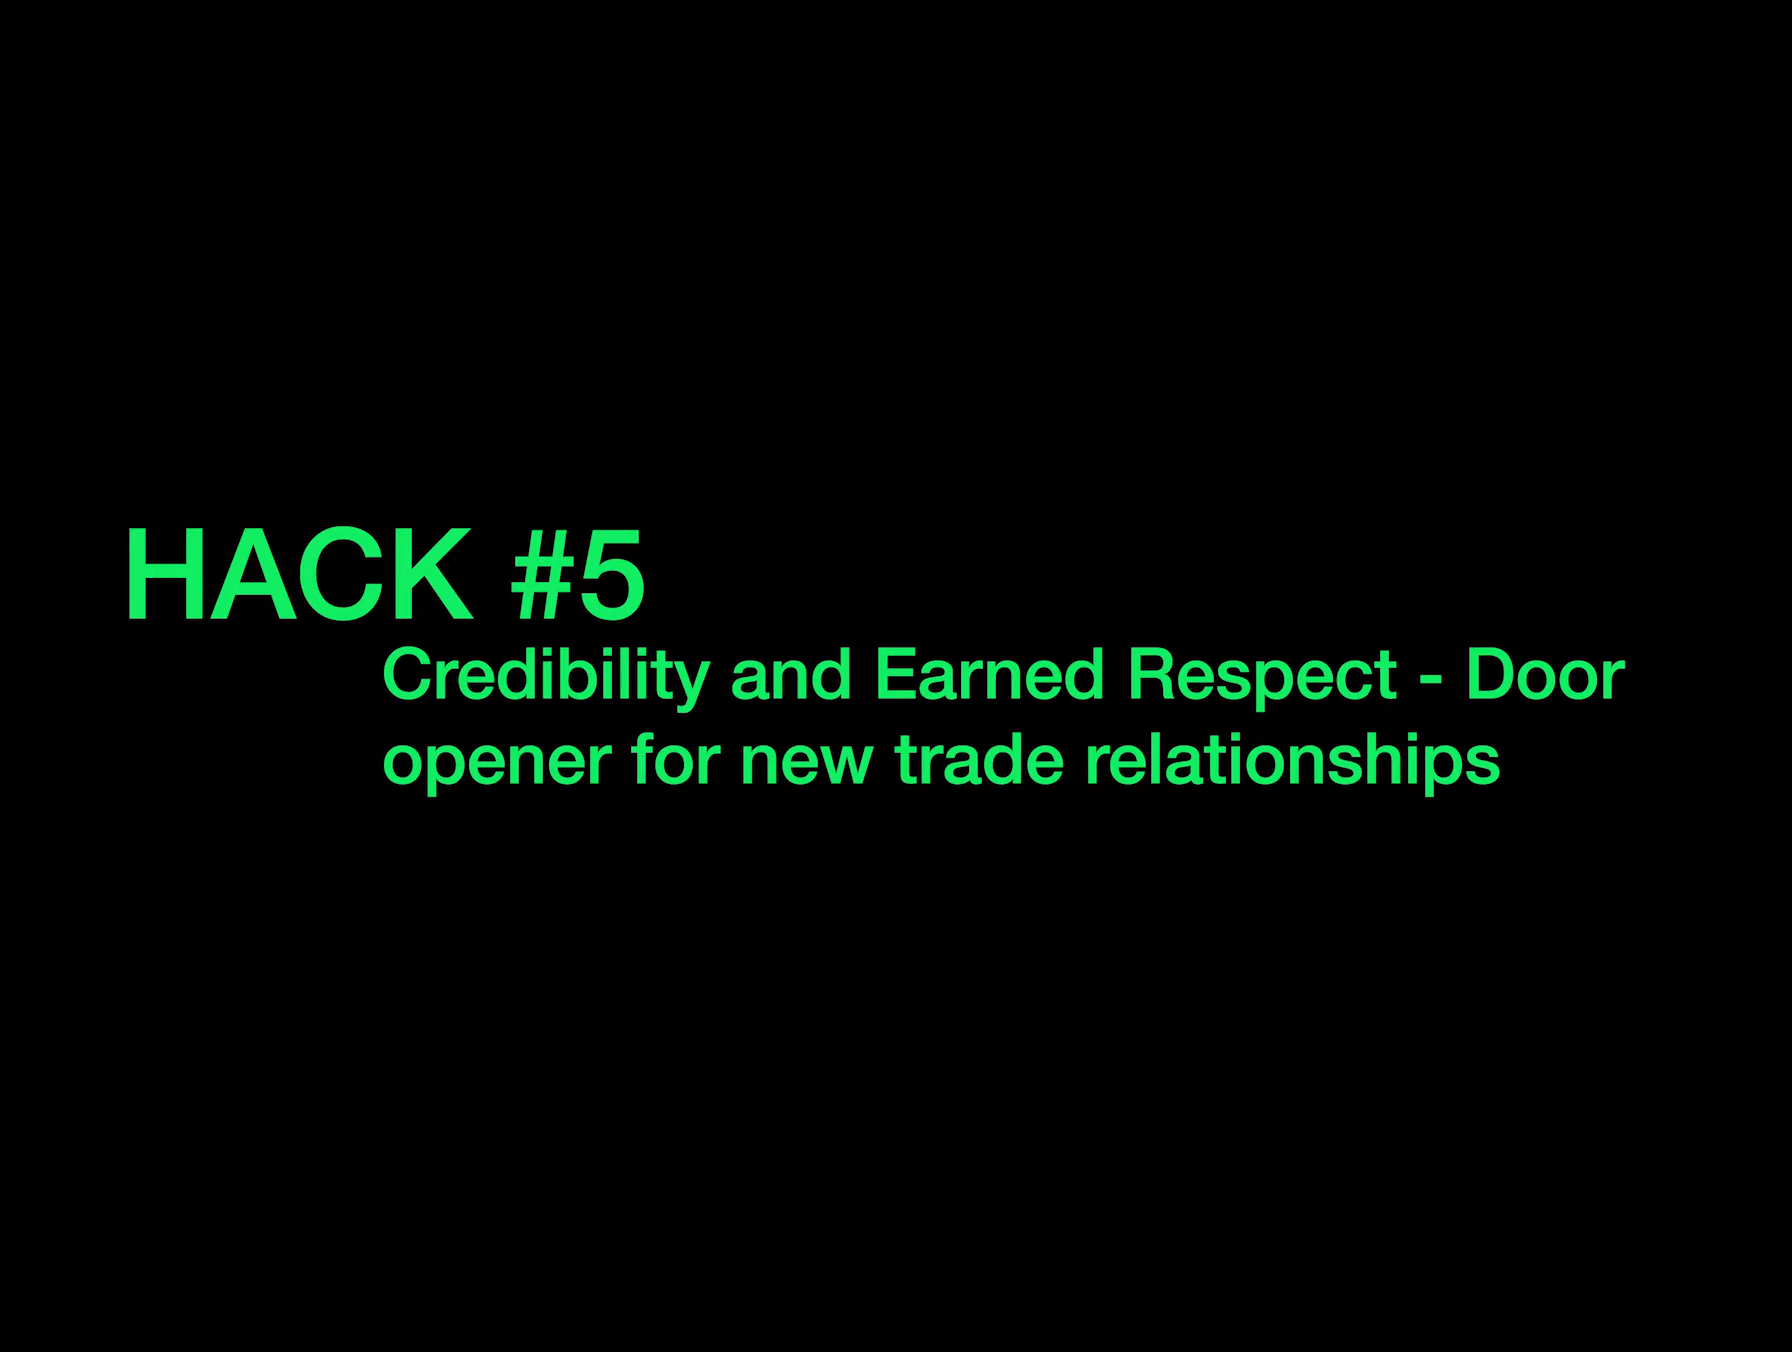 HACK #5
Credibility and Earned Respect - Door
opener for new trade relationships